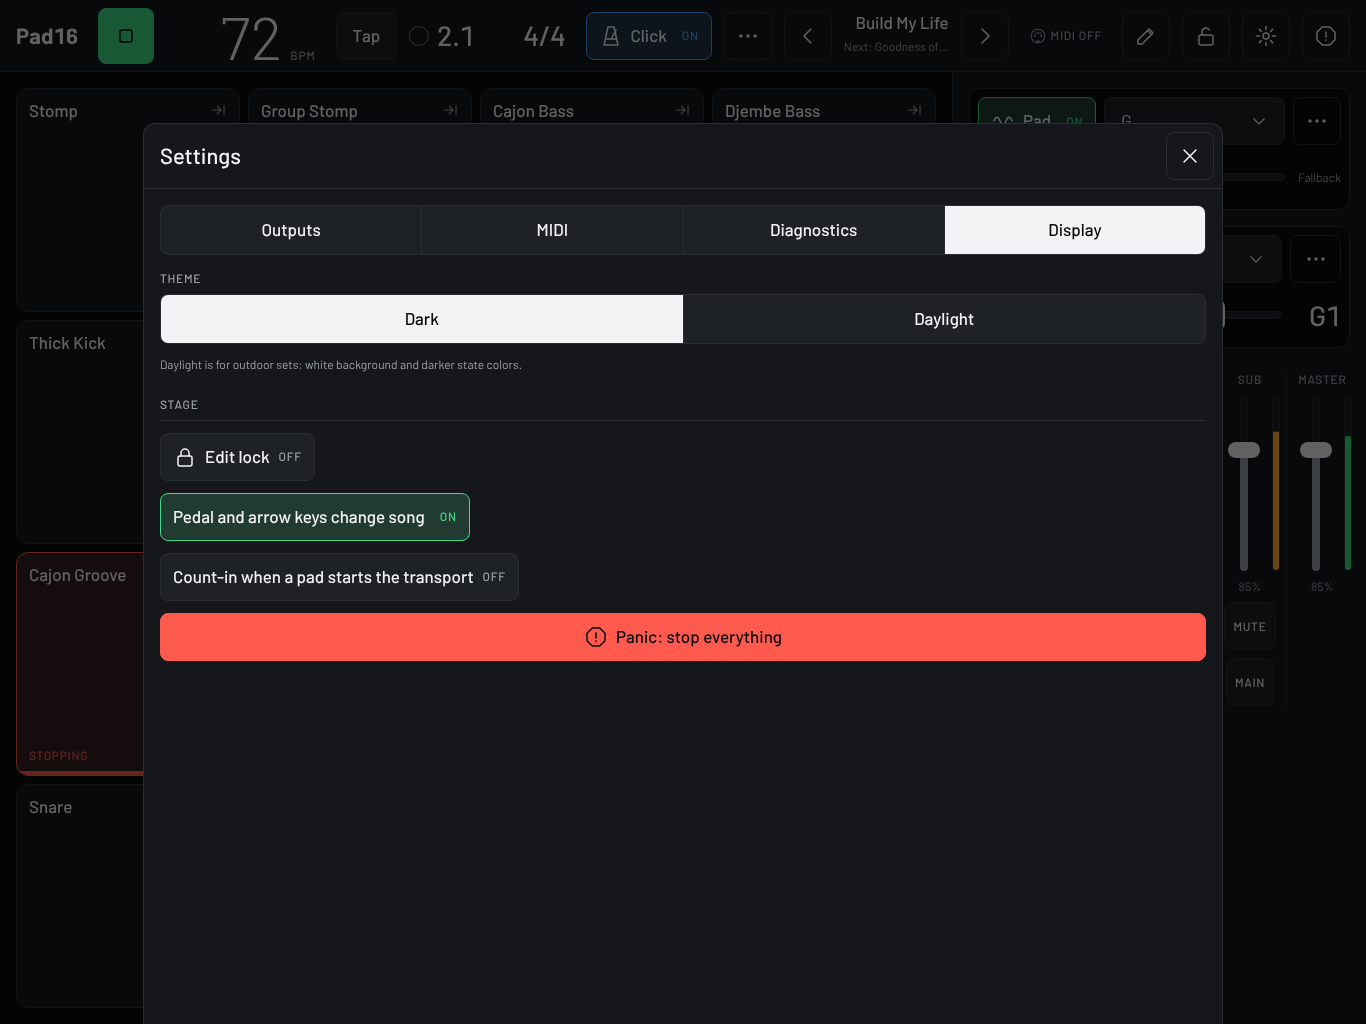 Pad16
72 BPM
Tap
2.1
4/4
Click ON
Build My Life
Next: Goodness of...
MIDI OFF
Stomp
Group Stomp
Cajon Bass
Djembe Bass
Pad ON
G
Fallback
Settings
Outputs
MIDI
Diagnostics
Display
THEME
Dark
Daylight
Daylight is for outdoor sets: white background and darker state colors.
STAGE
Edit lock OFF
Pedal and arrow keys change song ON
Count-in when a pad starts the transport OFF
Panic: stop everything
Thick Kick
Cajon Groove
STOPPING
Snare
G1
SUB
MASTER
85%
85%
MUTE
MAIN